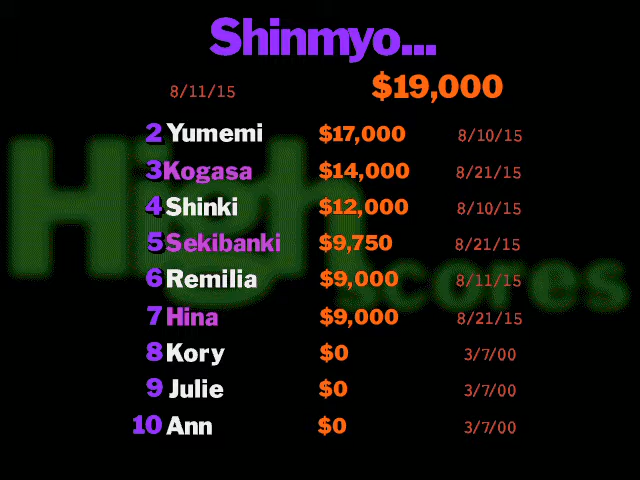 Shinmyo...
8/11/15 $19,000
2 Yumemi $17,000 8/10/15
3 Kogasa $14,000 8/21/15
4 Shinki $12,000 8/10/15
5 Sekibanki $9,750 8/21/15
6 Remilia $9,000 8/11/15
7 Hina $9,000 8/21/15
8 Kory $0 3/7/00
9 Julie $0 3/7/00
10 Ann $0 3/7/00
High
scores